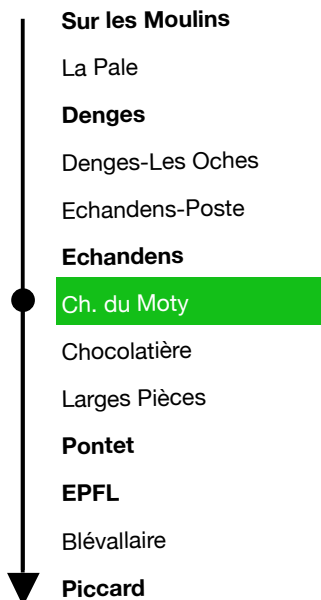 Sur les Moulins
La Pale
Denges
Denges-Les Oches
Echandens-Poste
Echandens
Ch. du Moty
Chocolatière
Larges Pièces
Pontet
EPFL
Blévallaire
Piccard